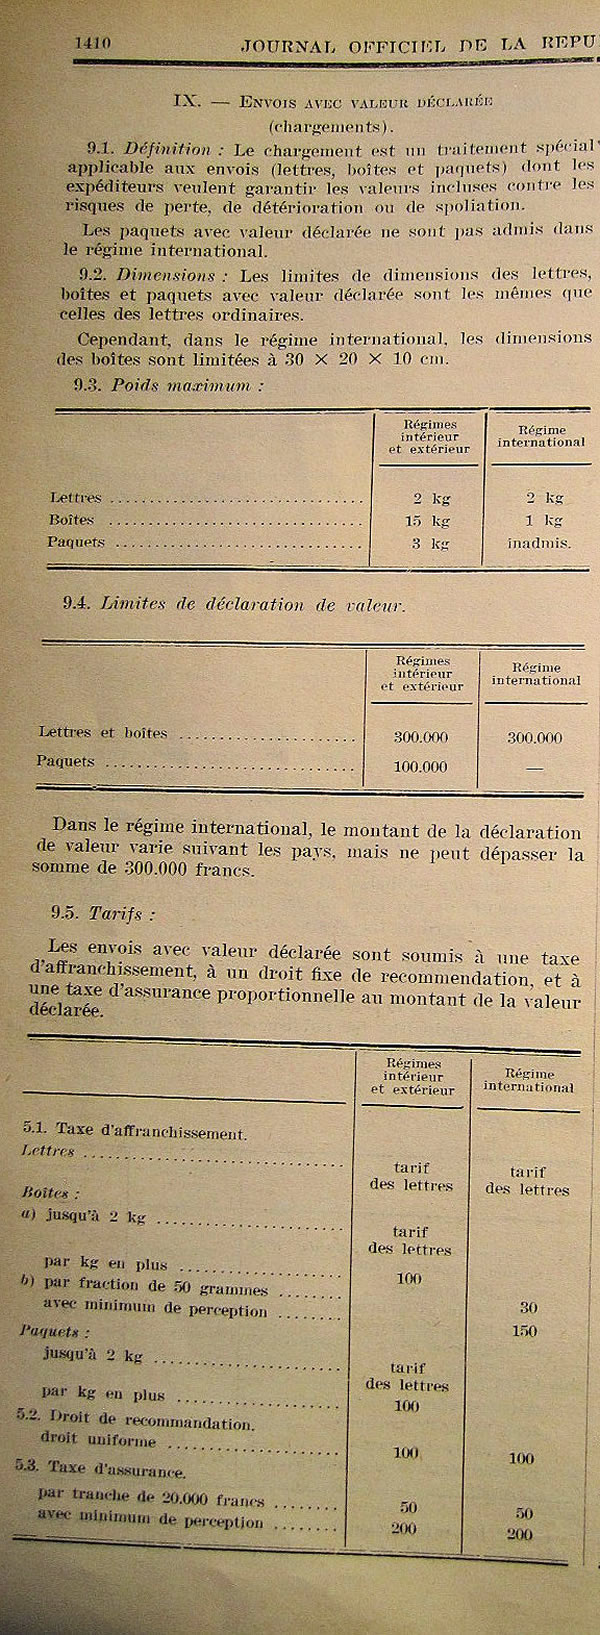 1410 JOURNAL OFFICIEL DE LA REPU
IX. — ENVOIS AVEC VALEUR DÉCLARÉE
(chargements).
9.1. Définition : Le chargement est un traitement spécial
applicable aux envois (lettres, boîtes et paquets) dont les
expéditeurs veulent garantir les valeurs incluses contre les
risques de perte, de détérioration ou de spoliation.
Les paquets avec valeur déclarée ne sont pas admis dans
le régime international.
9.2. Dimensions : Les limites de dimensions des lettres,
boîtes et paquets avec valeur déclarée sont les mêmes que
celles des lettres ordinaires.
Cependant, dans le régime international, les dimensions
des boîtes sont limitées à 30 × 20 × 10 cm.
9.3. Poids maximum :
Régimes
intérieur
et extérieur
Régime
international
Lettres .............................. 2 kg 2 kg
Boîtes .............................. 15 kg 1 kg
Paquets .............................. 3 kg inadmis.
9.4. Limites de déclaration de valeur.
Régimes
intérieur
et extérieur
Régime
international
Lettres et boîtes ...................... 300.000 300.000
Paquets .............................. 100.000 —
Dans le régime international, le montant de la déclaration
de valeur varie suivant les pays, mais ne peut dépasser la
somme de 300.000 francs.
9.5. Tarifs :
Les envois avec valeur déclarée sont soumis à une taxe
d'affranchissement, à un droit fixe de recommendation, et à
une taxe d'assurance proportionnelle au montant de la valeur
déclarée.
Régimes
intérieur
et extérieur
Régime
international
5.1. Taxe d'affranchissement.
Lettres ..............................
tarif
des lettres
tarif
des lettres
Boîtes :
a) jusqu'à 2 kg ......................
tarif
des lettres
par kg en plus .................... 100
b) par fraction de 50 grammes ........ 30
avec minimum de perception ........ 150
Paquets :
jusqu'à 2 kg ........................
tarif
des lettres
par kg en plus .................... 100
5.2. Droit de recommandation.
droit uniforme .................... 100 100
5.3. Taxe d'assurance.
par tranche de 20.000 francs ........ 50 50
avec minimum de perception ........ 200 200